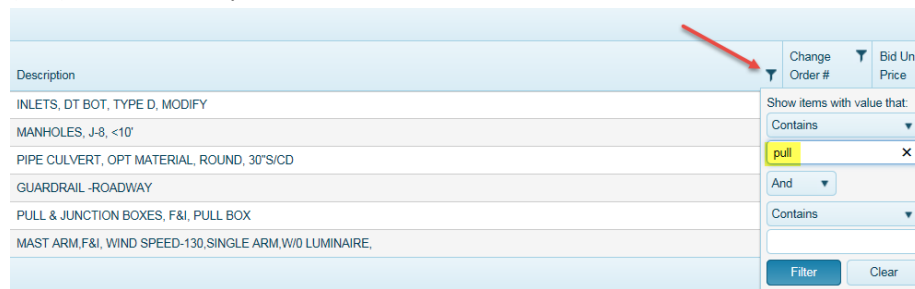 Description
Change Order #
Bid Un
Price
INLETS, DT BOT, TYPE D, MODIFY
MANHOLES, J-8, <10'
PIPE CULVERT, OPT MATERIAL, ROUND, 30"S/CD
GUARDRAIL -ROADWAY
PULL & JUNCTION BOXES, F&I, PULL BOX
MAST ARM,F&I, WIND SPEED-130,SINGLE ARM,W/0 LUMINAIRE,
Show items with value that:
Contains
pull
And
Contains
Filter
Clear